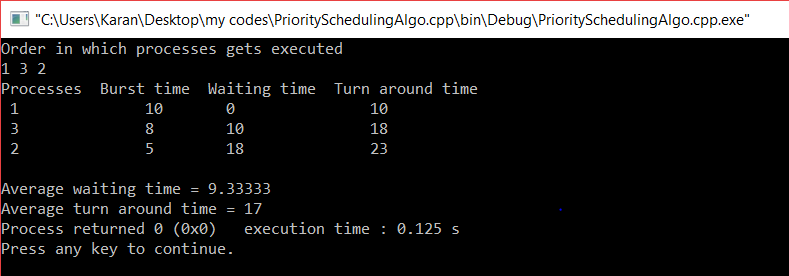 "C:\Users\Karan\Desktop\my codes\PrioritySchedulingAlgo.cpp\bin\Debug\PrioritySchedulingAlgo.cpp.exe"
Order in which processes gets executed
1 3 2
Processes  Burst time  Waiting time  Turn around time
1  10  0  10
3  8  10  18
2  5  18  23
Average waiting time = 9.33333
Average turn around time = 17
Process returned 0 (0x0)   execution time : 0.125 s
Press any key to continue.